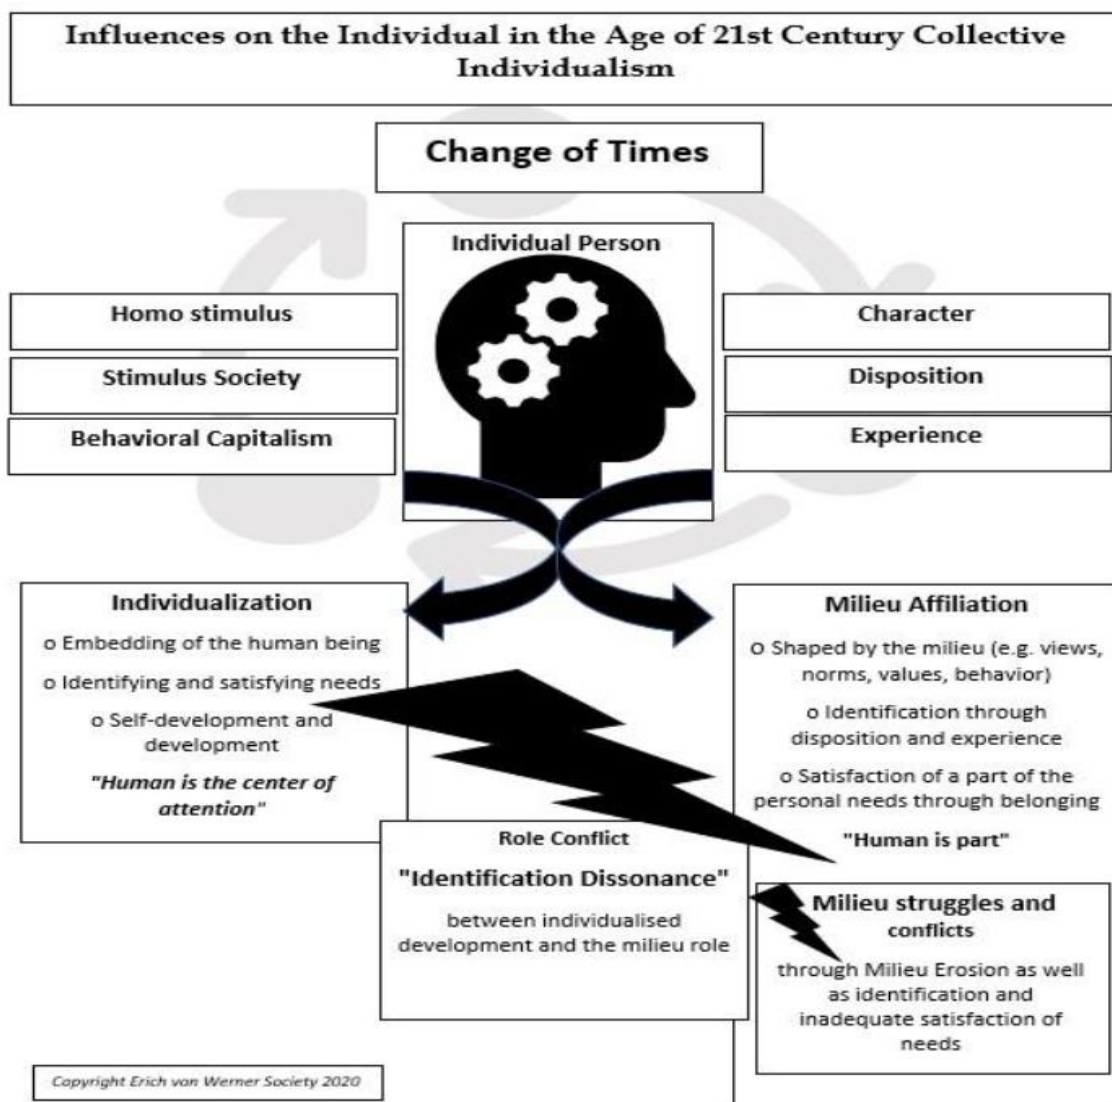 Influences on the Individual in the Age of 21st Century Collective
Individualism
Change of Times
Individual Person
Homo stimulus
Stimulus Society
Behavioral Capitalism
Character
Disposition
Experience
Individualization
o Embedding of the human being
o Identifying and satisfying needs
o Self-development and
development
"Human is the center of
attention"
Milieu Affiliation
o Shaped by the milieu (e.g. views,
norms, values, behavior)
o Identification through
disposition and experience
o Satisfaction of a part of the
personal needs through belonging
"Human is part"
Role Conflict
"Identification Dissonance"
between individualised
development and the milieu role
Milieu struggles and
conflicts
through Milieu Erosion as well
as identification and
inadequate satisfaction of
needs
Copyright Erich von Werner Society 2020